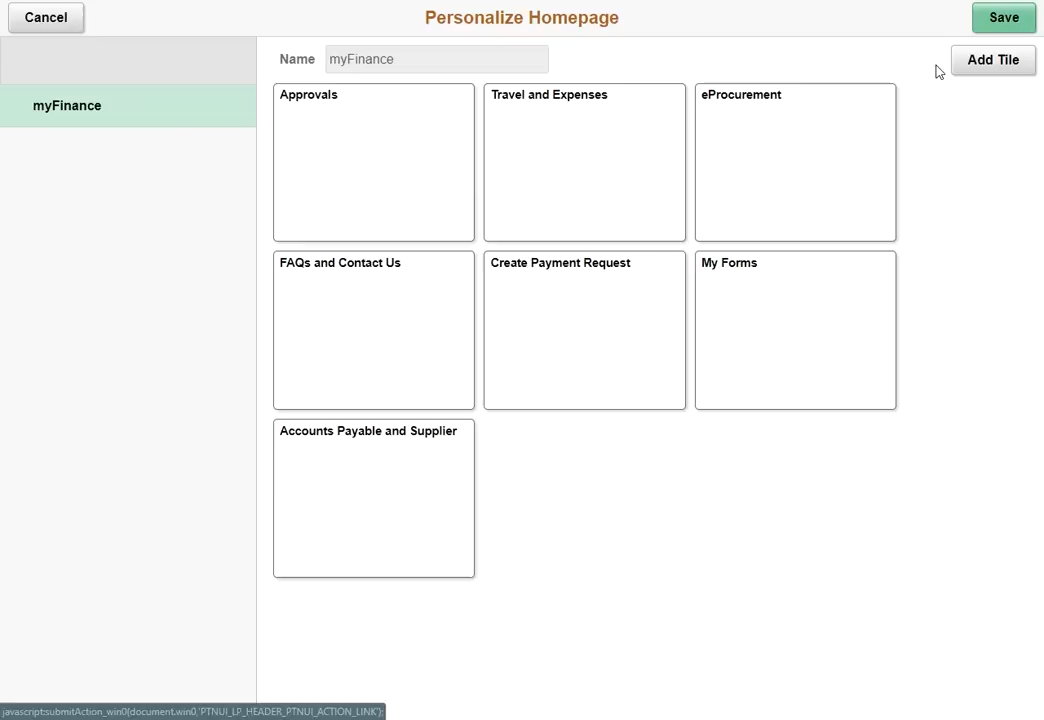 Cancel
Personalize Homepage
Save
Name
myFinance
Add Tile
myFinance
Approvals
Travel and Expenses
eProcurement
FAQs and Contact Us
Create Payment Request
My Forms
Accounts Payable and Supplier
javascript:submitAction_win0(document.win0,'PTNUI_LP_HEADER_PTNUI_ACTION_LINK');